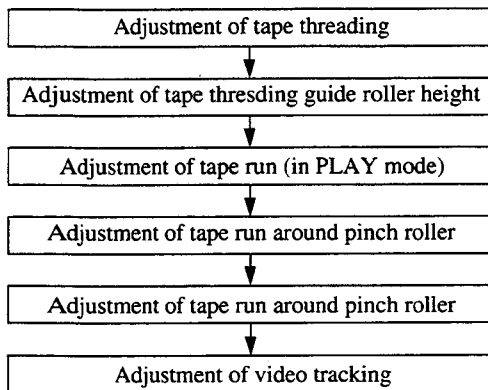 Adjustment of tape threading
Adjustment of tape thresding guide roller height
Adjustment of tape run (in PLAY mode)
Adjustment of tape run around pinch roller
Adjustment of tape run around pinch roller
Adjustment of video tracking